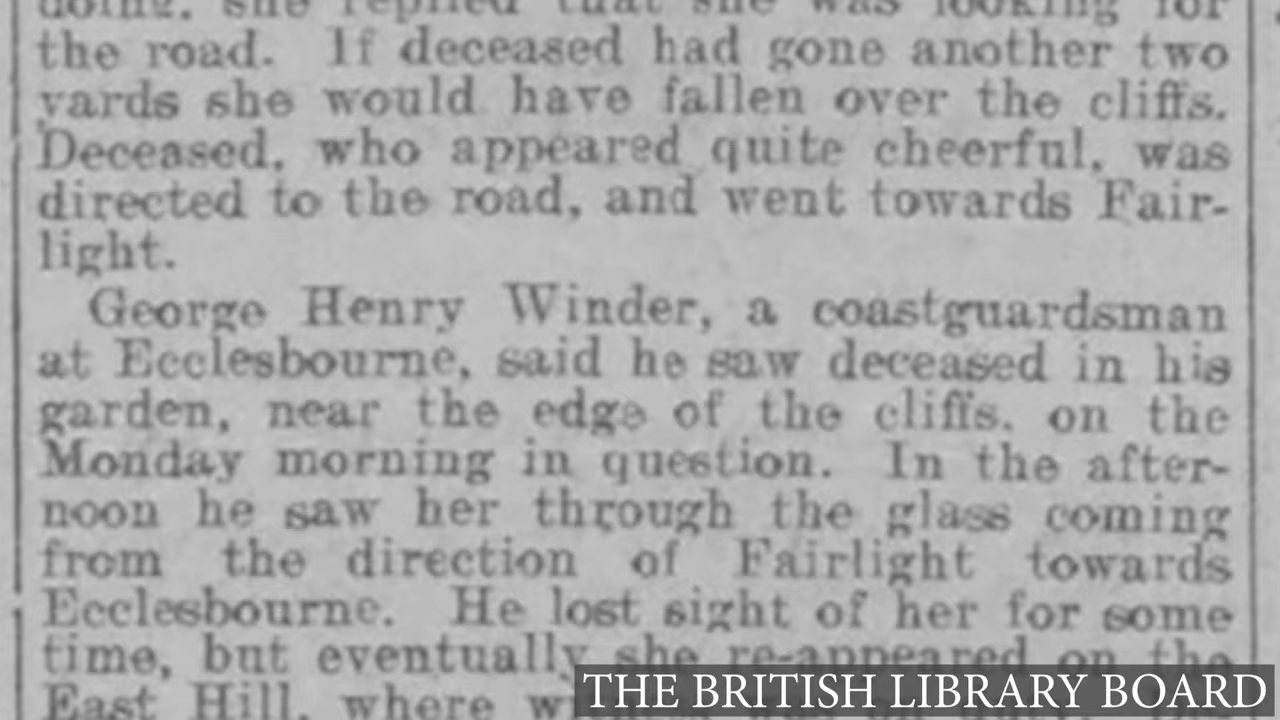 doing, she replied that she was looking for
the road. If deceased had gone another two
yards she would have fallen over the cliffs.
Deceased, who appeared quite cheerful, was
directed to the road, and went towards Fair-
light.
George Henry Winder, a coastguardsman
at Ecclesbourne, said he saw deceased in his
garden, near the edge of the cliffs, on the
Monday morning in question. In the after-
noon he saw her through the glass coming
from the direction of Fairlight towards
Ecclesbourne. He lost sight of her for some
time, but eventually she re-appeared on the
East Hill, where
THE BRITISH LIBRARY BOARD